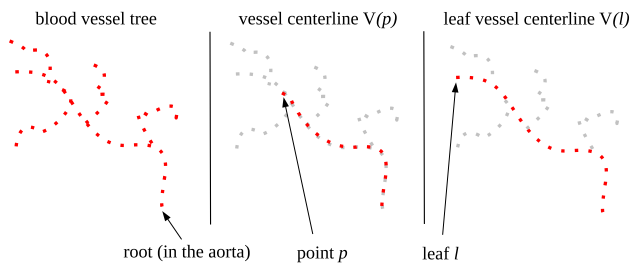 blood vessel tree
vessel centerline V(p)
leaf vessel centerline V(l)
root (in the aorta)
point p
leaf l